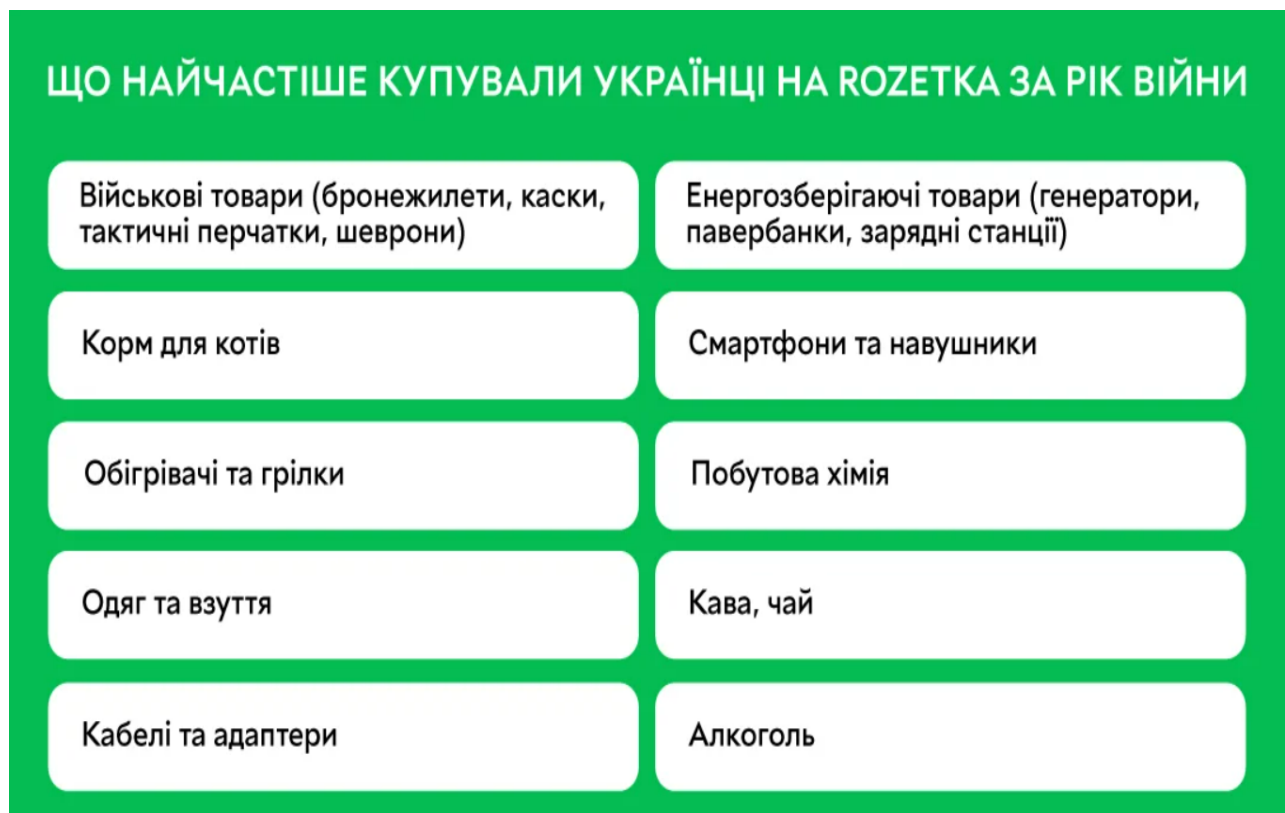 ЩО НАЙЧАСТІШЕ КУПУВАЛИ УКРАЇНЦІ НА ROZETKA ЗА РІК ВІЙНИ
Військові товари (бронежилети, каски,
тактичні перчатки, шеврони)
Енергозберігаючі товари (генератори,
павербанки, зарядні станції)
Корм для котів
Смартфони та навушники
Обігрівачі та грілки
Побутова хімія
Одяг та взуття
Кава, чай
Кабелі та адаптери
Алкоголь